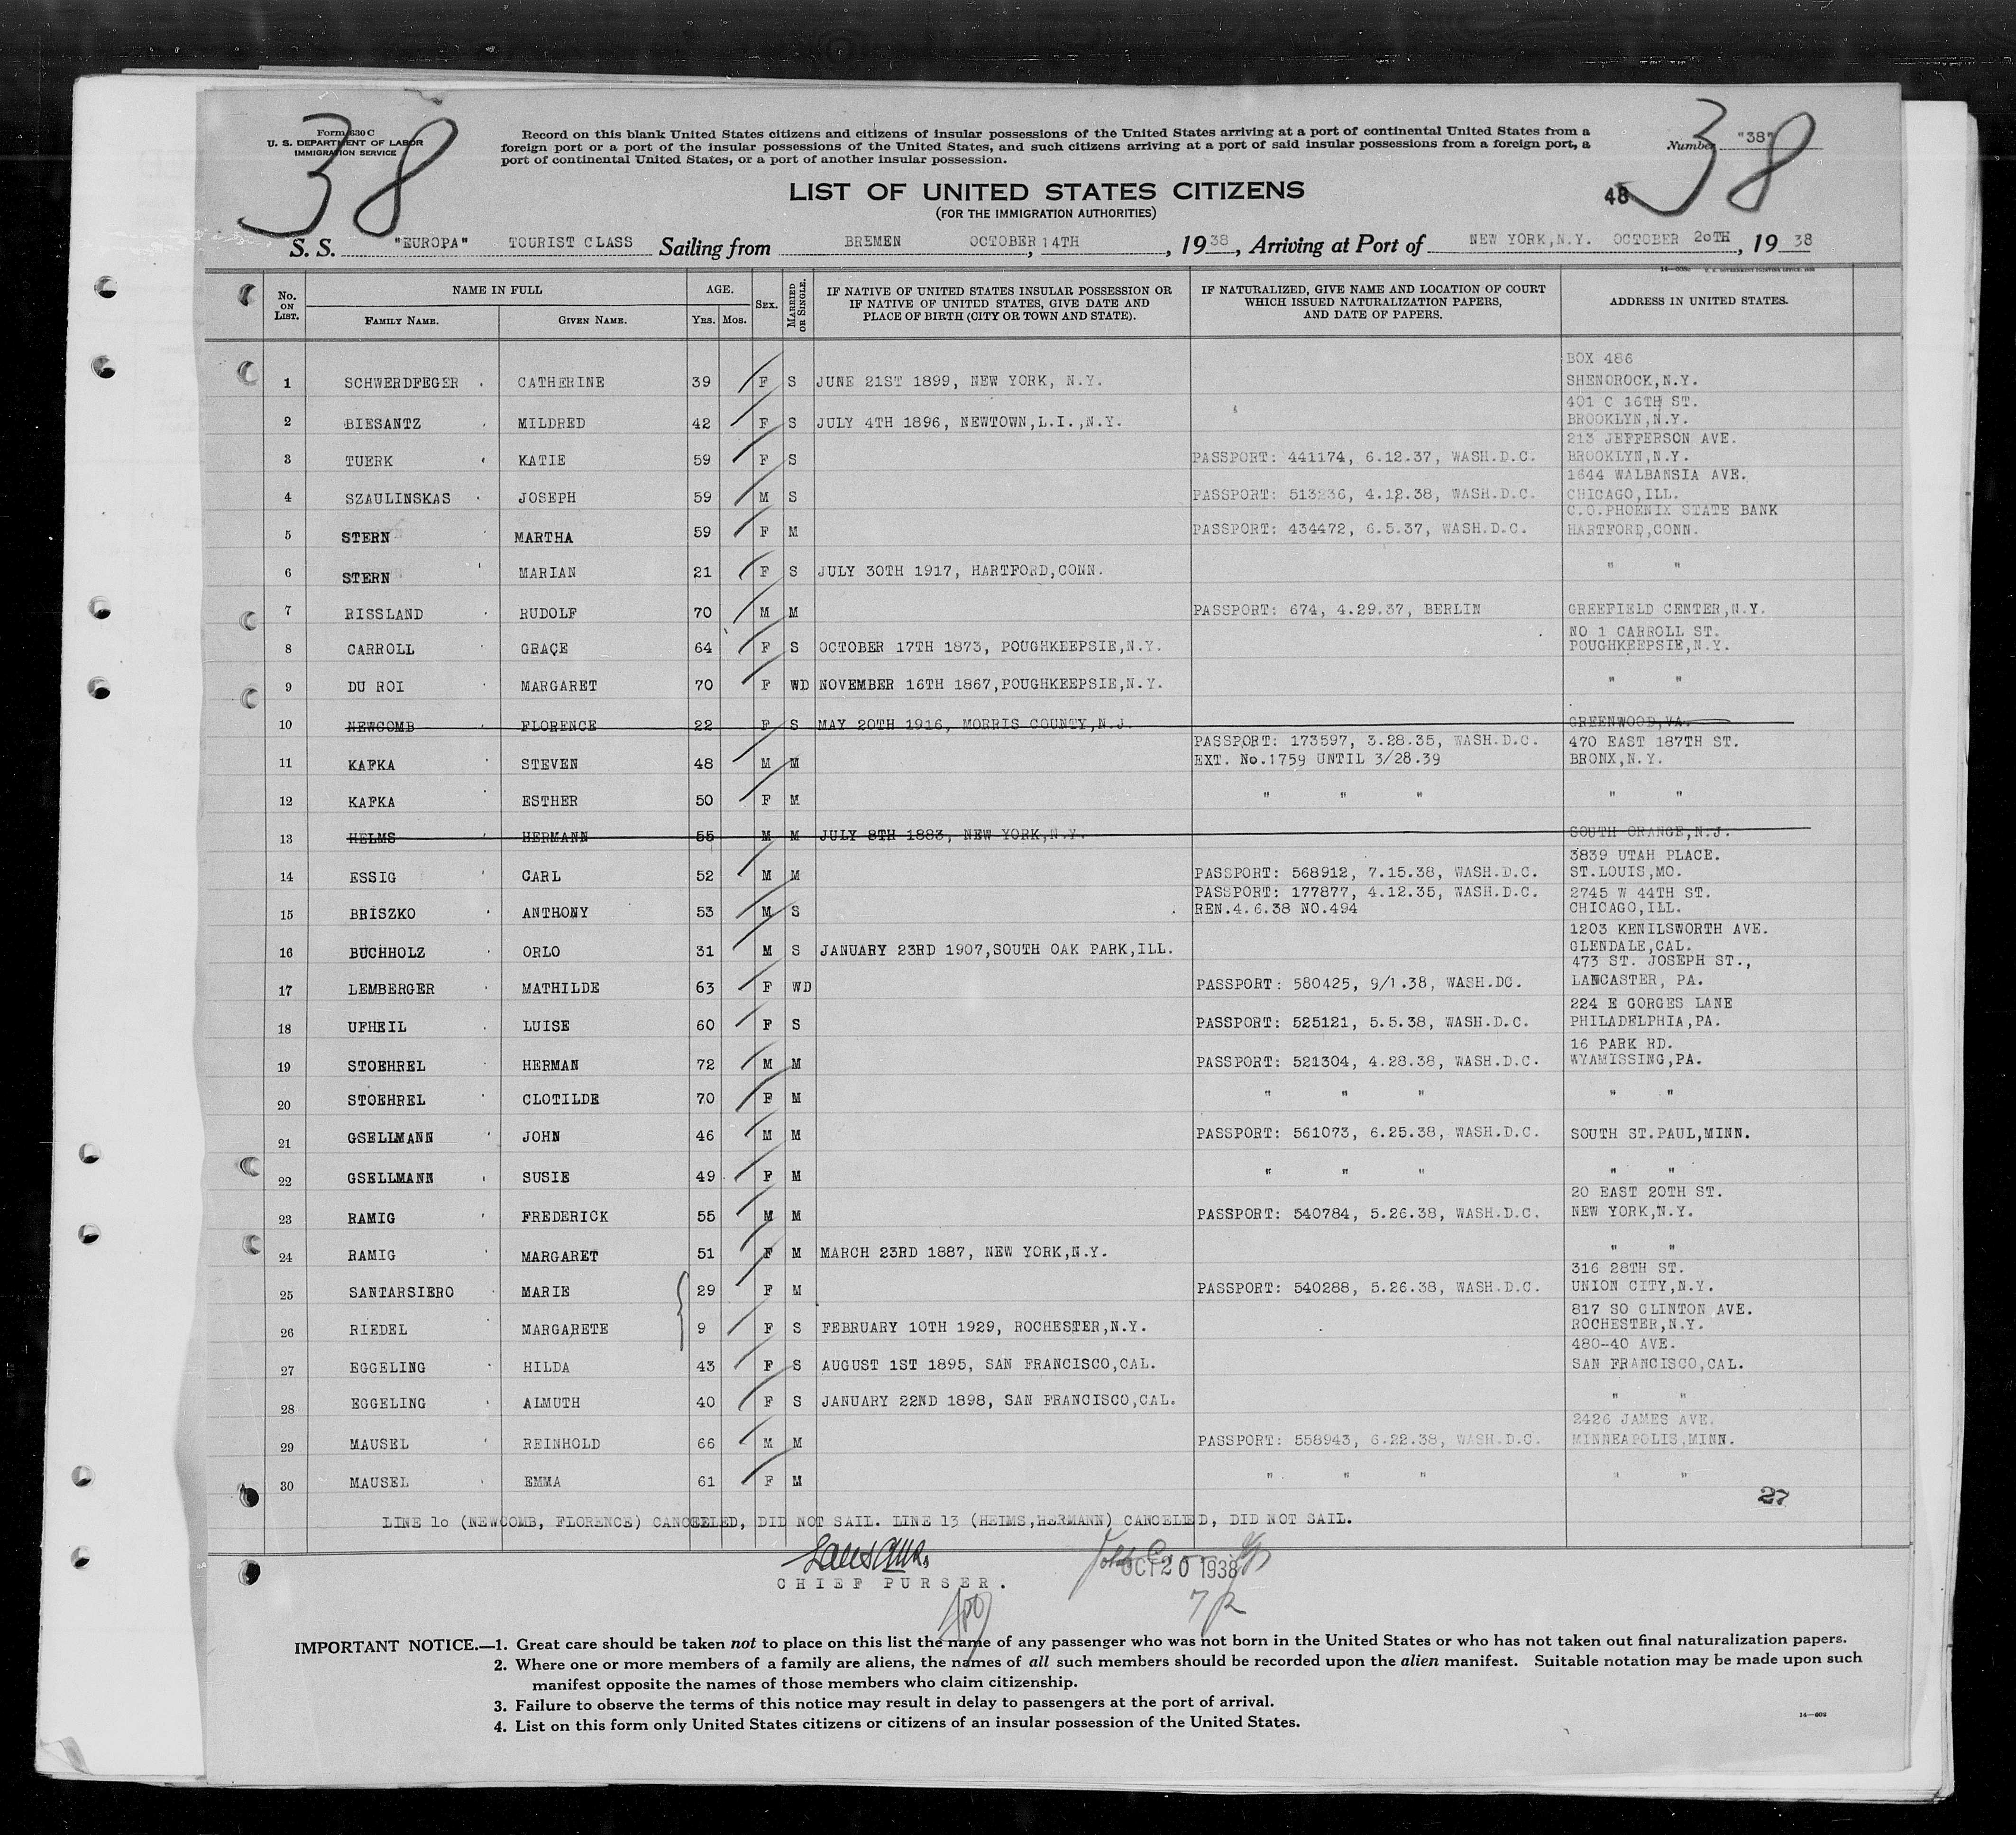 38
Form 630 C
U. S. DEPARTMENT OF LABOR
IMMIGRATION SERVICE
Record on this blank United States citizens and citizens of insular possessions of the United States arriving at a port of continental United States from a
foreign port or a port of the insular possessions of the United States, and such citizens arriving at a port of said insular possessions from a foreign port, a
port of continental United States, or a port of another insular possession.
Number "38"
38
LIST OF UNITED STATES CITIZENS
(FOR THE IMMIGRATION AUTHORITIES)
48
S. S. "EUROPA" TOURIST CLASS Sailing from BREMEN OCTOBER 14TH, 1938, Arriving at Port of NEW YORK,N.Y. OCTOBER 20TH, 1938
No. ON LIST. NAME IN FULL FAMILY NAME. GIVEN NAME. AGE. YRS. MOS. SEX. MARRIED OR SINGLE. IF NATIVE OF UNITED STATES INSULAR POSSESSION OR IF NATIVE OF UNITED STATES, GIVE DATE AND PLACE OF BIRTH (CITY OR TOWN AND STATE). IF NATURALIZED, GIVE NAME AND LOCATION OF COURT WHICH ISSUED NATURALIZATION PAPERS, AND DATE OF PAPERS. ADDRESS IN UNITED STATES.
BOX 486
1 SCHWERDFEGER CATHERINE 39 F S JUNE 21ST 1899, NEW YORK, N.Y. SHENOROCK,N.Y.
401 C 16TH ST.
2 BIESANTZ MILDRED 42 F S JULY 4TH 1896, NEWTOWN,L.I.,N.Y. BROOKLYN,N.Y.
213 JEFFERSON AVE.
3 TUERK KATIE 59 F S PASSPORT: 441174, 6.12.37, WASH.D.C. BROOKLYN,N.Y.
1644 WALBANSIA AVE.
4 SZAULINSKAS JOSEPH 59 M S PASSPORT: 513236, 4.12.38, WASH.D.C. CHICAGO,ILL.
C.O.PHOENIX STATE BANK
5 STERN MARTHA 59 F M PASSPORT: 434472, 6.5.37, WASH.D.C. HARTFORD,CONN.
6 STERN MARIAN 21 F S JULY 30TH 1917, HARTFORD,CONN. " "
7 RISSLAND RUDOLF 70 M M PASSPORT: 674, 4.29.37, BERLIN GREEFIELD CENTER,N.Y.
NO 1 CARROLL ST.
8 CARROLL GRACE 64 F S OCTOBER 17TH 1873, POUGHKEEPSIE,N.Y. POUGHKEEPSIE,N.Y.
9 DU ROI MARGARET 70 F WD NOVEMBER 16TH 1867,POUGHKEEPSIE,N.Y. " "
10 NEWCOMB FLORENCE 22 F S MAY 20TH 1916, MORRIS COUNTY,N.J. GREENWOOD,VA.
PASSPORT: 173597, 3.28.35, WASH.D.C. 470 EAST 187TH ST.
11 KAFKA STEVEN 48 M M EXT. No.1759 UNTIL 3/28.39 BRONX,N.Y.
12 KAFKA ESTHER 50 F M " " " " "
13 HELMS HERMANN 55 M M JULY 8TH 1883, NEW YORK,N.Y. SOUTH ORANGE,N.J.
3839 UTAH PLACE.
14 ESSIG CARL 52 M M PASSPORT: 568912, 7.15.38, WASH.D.C. ST.LOUIS,MO.
PASSPORT: 177877, 4.12.35, WASH.D.C. 2745 W 44TH ST.
15 BRISZKO ANTHONY 53 M S REN.4.6.38 NO.494 CHICAGO,ILL.
1203 KENILSWORTH AVE.
16 BUCHHOLZ ORLO 31 M S JANUARY 23RD 1907,SOUTH OAK PARK,ILL. GLENDALE,CAL.
473 ST. JOSEPH ST.,
17 LEMBERGER MATHILDE 63 F WD PASSPORT: 580425, 9/1.38, WASH.DC. LANCASTER, PA.
224 E GORGES LANE
18 UFHEIL LUISE 60 F S PASSPORT: 525121, 5.5.38, WASH.D.C. PHILADELPHIA,PA.
16 PARK RD.
19 STOEHREL HERMAN 72 M M PASSPORT: 521304, 4.28.38, WASH.D.C. WYAMISSING,PA.
20 STOEHREL CLOTILDE 70 F M " " " " "
21 GSELLMANN JOHN 46 M M PASSPORT: 561073, 6.25.38, WASH.D.C. SOUTH ST.PAUL,MINN.
22 GSELLMANN SUSIE 49 F M " " " " "
20 EAST 20TH ST.
23 RAMIG FREDERICK 55 M M PASSPORT: 540784, 5.26.38, WASH.D.C. NEW YORK,N.Y.
24 RAMIG MARGARET 51 F M MARCH 23RD 1887, NEW YORK,N.Y. " "
316 28TH ST.
25 SANTARSIERO MARIE 29 F M PASSPORT: 540288, 5.26.38, WASH.D.C. UNION CITY,N.Y.
817 SO CLINTON AVE.
26 RIEDEL MARGARETE 9 F S FEBRUARY 10TH 1929, ROCHESTER,N.Y. ROCHESTER,N.Y.
480-40 AVE.
27 EGGELING HILDA 43 F S AUGUST 1ST 1895, SAN FRANCISCO,CAL. SAN FRANCISCO,CAL.
28 EGGELING ALMUTH 40 F S JANUARY 22ND 1898, SAN FRANCISCO,CAL. " "
2426 JAMES AVE.
29 MAUSEL REINHOLD 66 M M PASSPORT: 558943, 6.22.38, WASH.D.C. MINNEAPOLIS,MINN.
30 MAUSEL EMMA 61 F M " " " " "
27
LINE 10 (NEWCOMB, FLORENCE) CANCELED, DID NOT SAIL. LINE 13 (HEIMS,HERMANN) CANCELED, DID NOT SAIL.
OCT 20 1938
CHIEF PURSER.
IMPORTANT NOTICE.—1. Great care should be taken not to place on this list the name of any passenger who was not born in the United States or who has not taken out final naturalization papers.
2. Where one or more members of a family are aliens, the names of all such members should be recorded upon the alien manifest. Suitable notation may be made upon such
manifest opposite the names of those members who claim citizenship.
3. Failure to observe the terms of this notice may result in delay to passengers at the port of arrival.
4. List on this form only United States citizens or citizens of an insular possession of the United States.
14—602